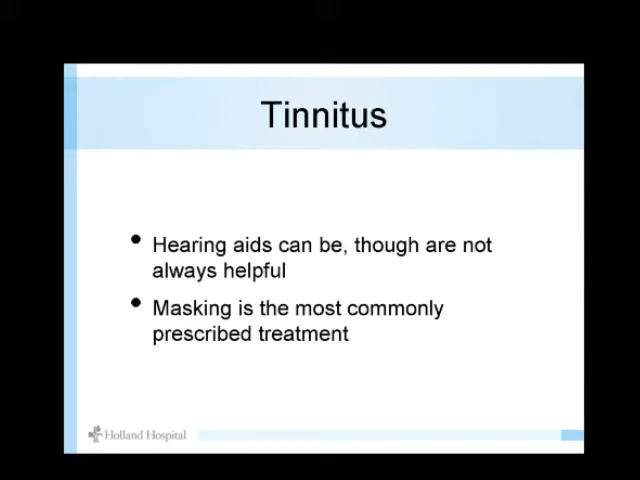 Tinnitus
• Hearing aids can be, though are not
always helpful
• Masking is the most commonly
prescribed treatment
Holland Hospital